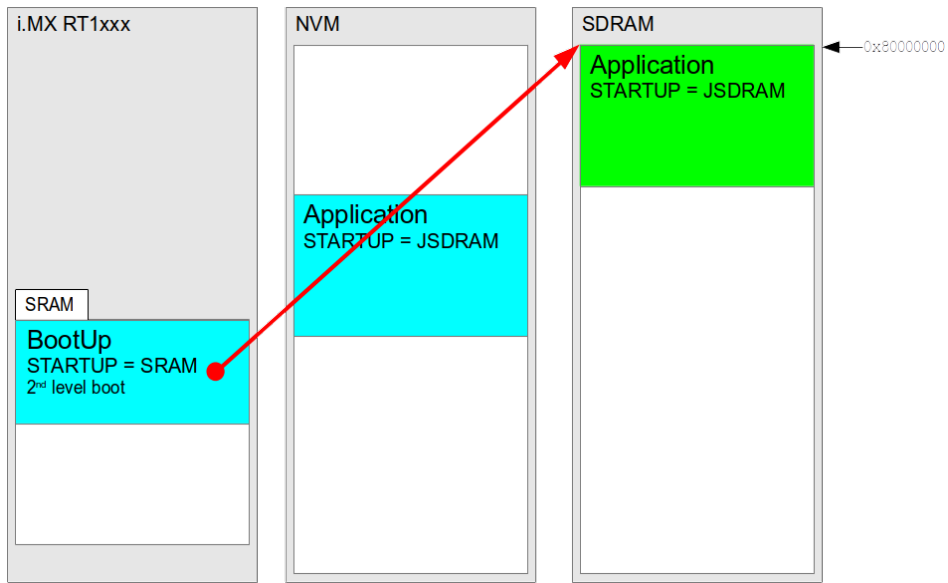 i.MX RT1xxx
NVM
SDRAM
0x80000000
Application
STARTUP = JSDRAM
Application
STARTUP = JSDRAM
SRAM
BootUp
STARTUP = SRAM
2nd level boot